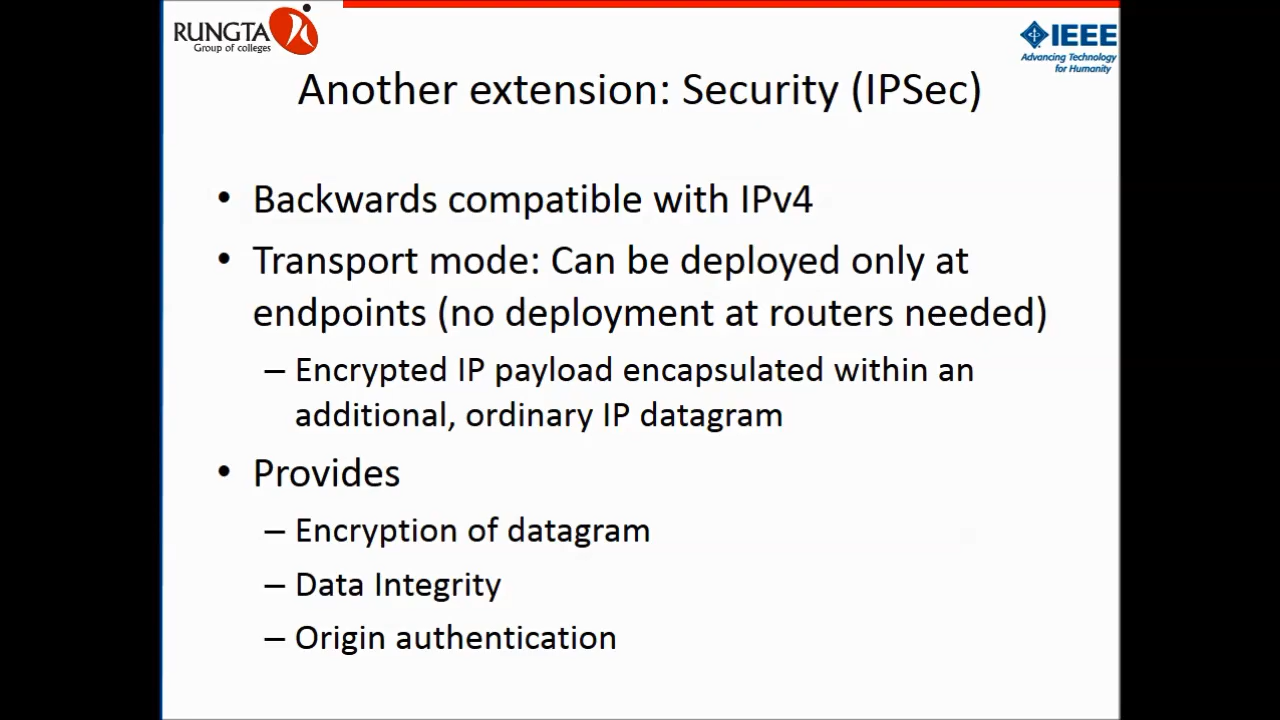 RUNGTA
Group of colleges
IEEE
Advancing Technology
for Humanity
Another extension: Security (IPSec)
• Backwards compatible with IPv4
• Transport mode: Can be deployed only at
endpoints (no deployment at routers needed)
– Encrypted IP payload encapsulated within an
additional, ordinary IP datagram
• Provides
– Encryption of datagram
– Data Integrity
– Origin authentication